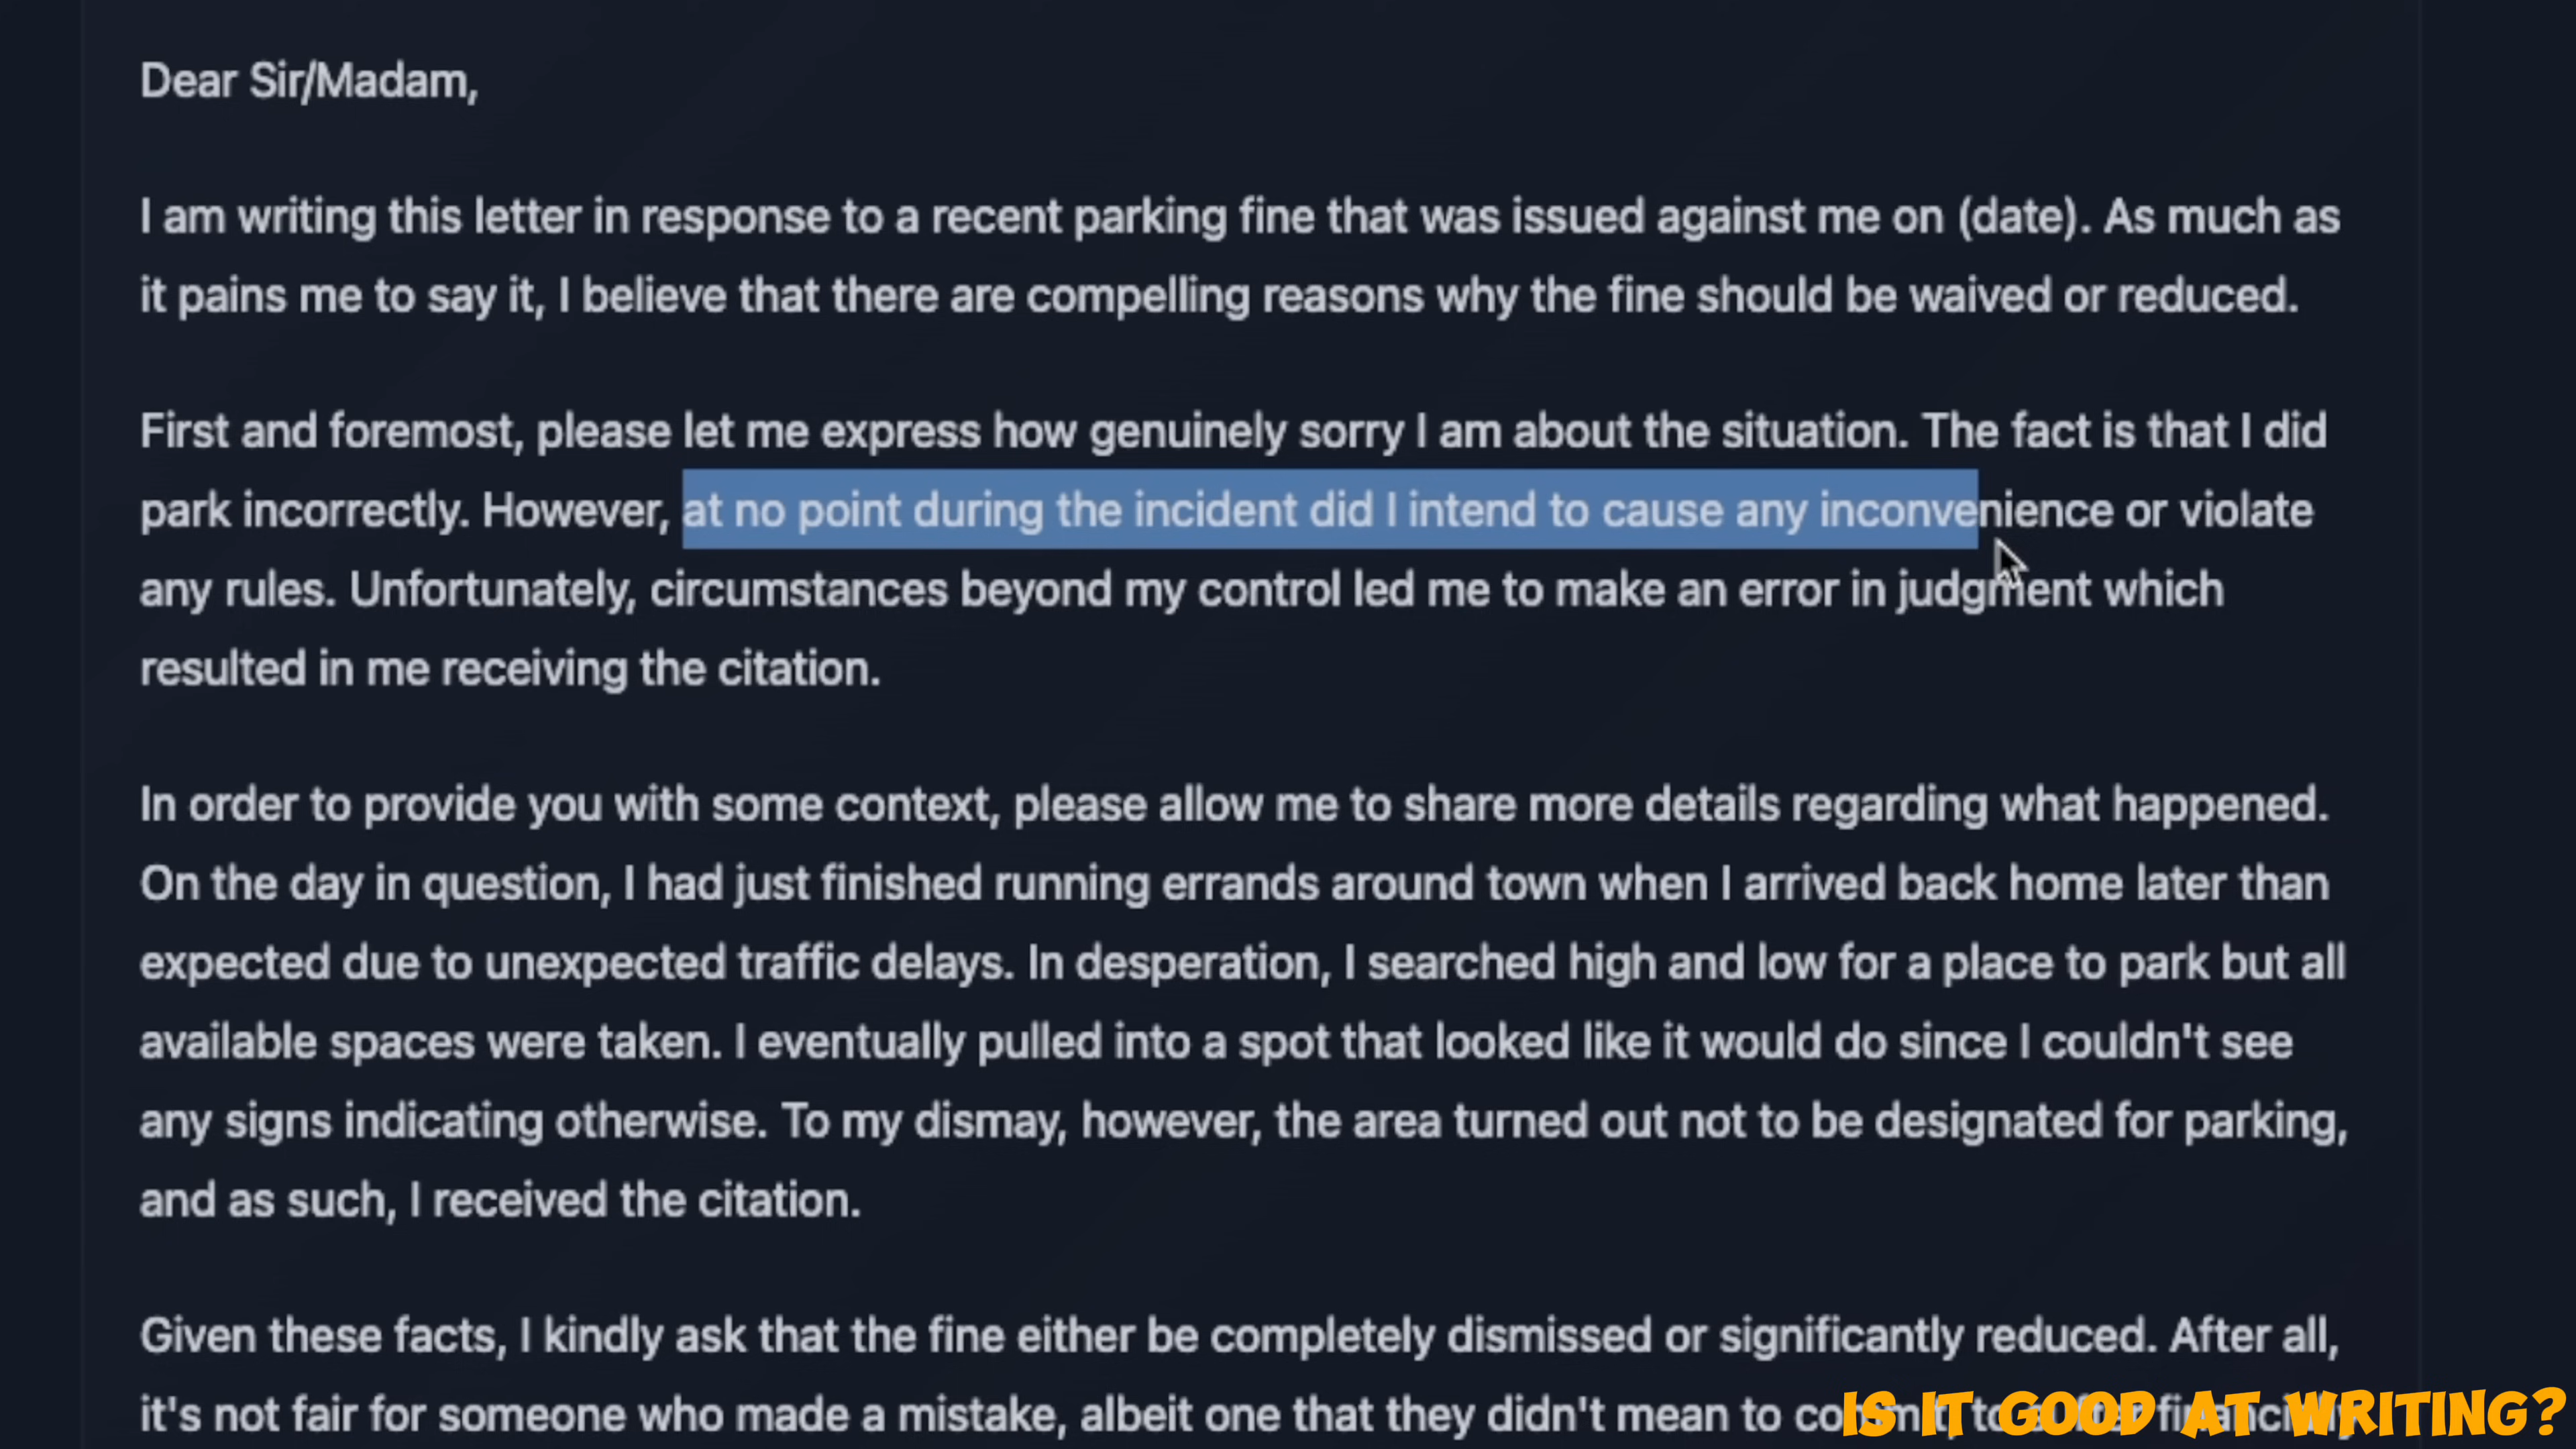 Dear Sir/Madam,
I am writing this letter in response to a recent parking fine that was issued against me on (date). As much as
it pains me to say it, I believe that there are compelling reasons why the fine should be waived or reduced.
First and foremost, please let me express how genuinely sorry I am about the situation. The fact is that I did
park incorrectly. However, at no point during the incident did I intend to cause any inconvenience or violate
any rules. Unfortunately, circumstances beyond my control led me to make an error in judgment which
resulted in me receiving the citation.
In order to provide you with some context, please allow me to share more details regarding what happened.
On the day in question, I had just finished running errands around town when I arrived back home later than
expected due to unexpected traffic delays. In desperation, I searched high and low for a place to park but all
available spaces were taken. I eventually pulled into a spot that looked like it would do since I couldn't see
any signs indicating otherwise. To my dismay, however, the area turned out not to be designated for parking,
and as such, I received the citation.
Given these facts, I kindly ask that the fine either be completely dismissed or significantly reduced. After all,
it's not fair for someone who made a mistake, albeit one that they didn't mean to
IS IT GOOD AT WRITING?